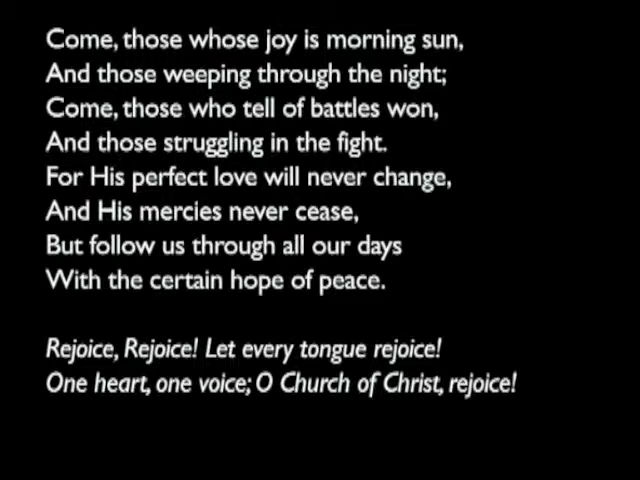 Come, those whose joy is morning sun,
And those weeping through the night;
Come, those who tell of battles won,
And those struggling in the fight.
For His perfect love will never change,
And His mercies never cease,
But follow us through all our days
With the certain hope of peace.
Rejoice, Rejoice! Let every tongue rejoice!
One heart, one voice; O Church of Christ, rejoice!